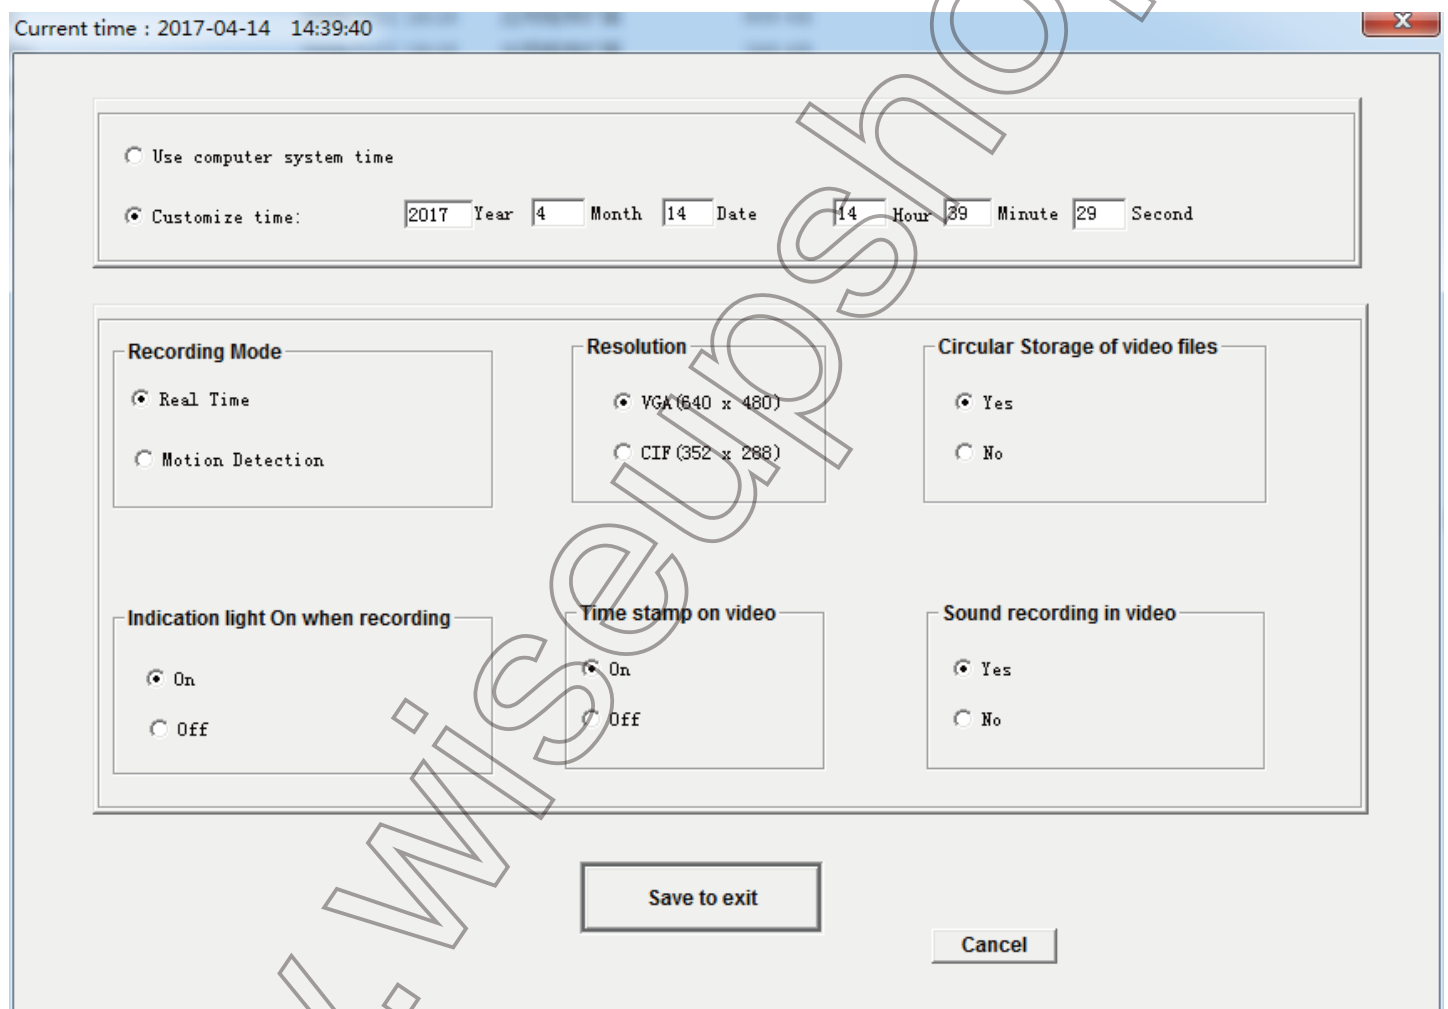 Current time : 2017-04-14 14:39:40
X
Use computer system time
Customize time: 2017 Year 4 Month 14 Date 14 Hour 39 Minute 29 Second
Recording Mode
Real Time
Motion Detection
Resolution
VGA(640 x 480)
CIF(352 x 288)
Circular Storage of video files
Yes
No
Indication light On when recording
On
Off
Time stamp on video
On
Off
Sound recording in video
Yes
No
Save to exit
Cancel
.wiseupsho